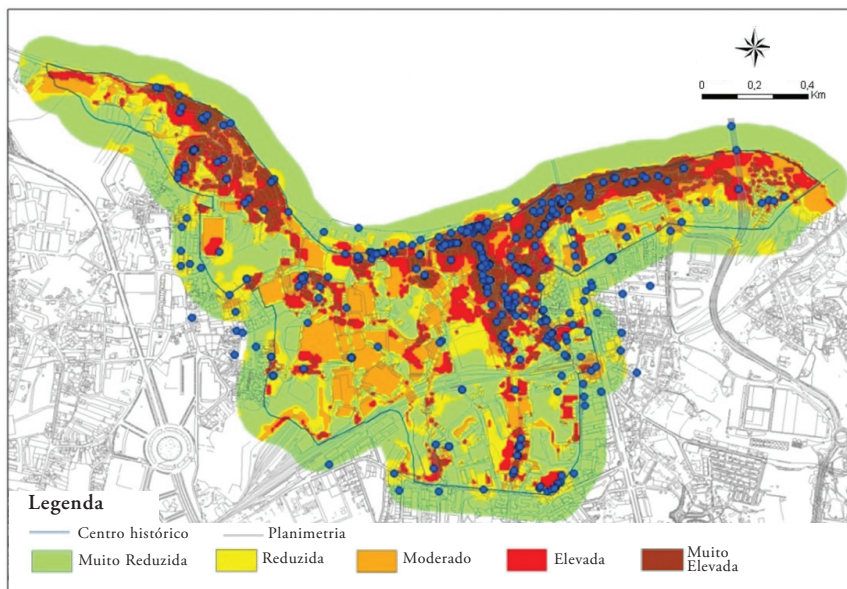 0 0,2 0,4
Km
Legenda
Centro histórico Planimetria
Muito Reduzida Reduzida Moderado Elevada Muito
Elevada